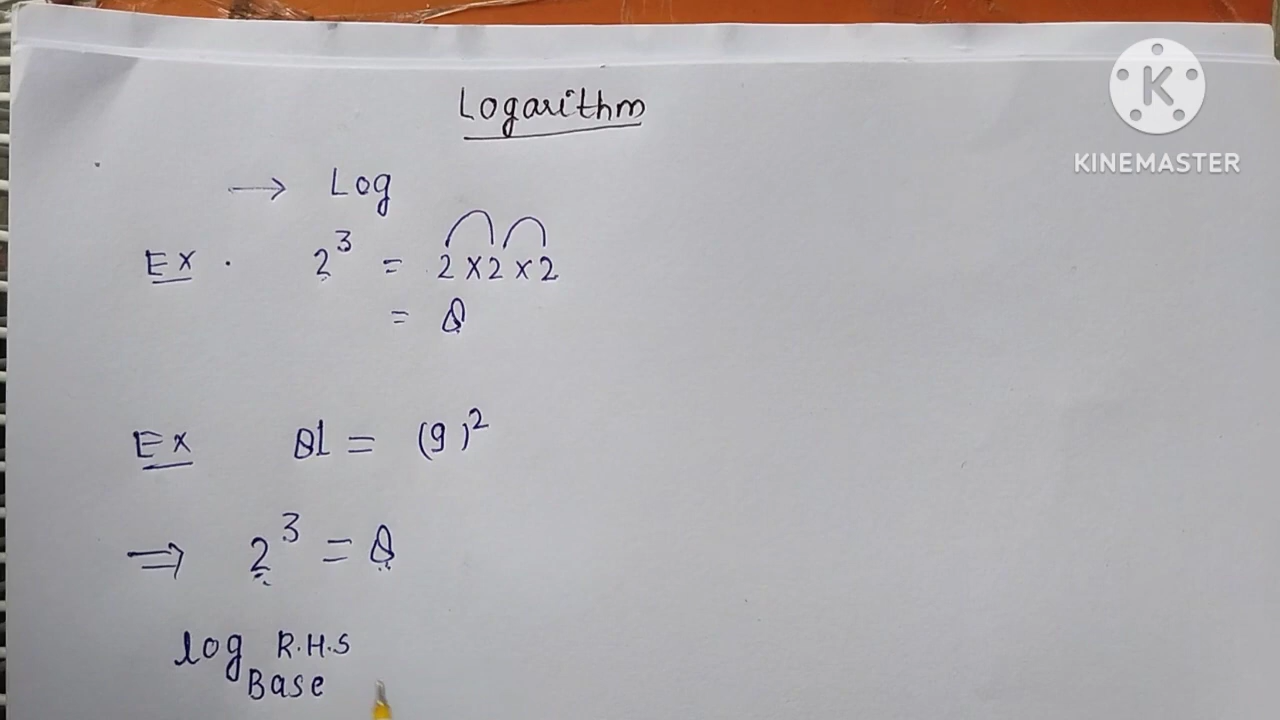 Logarithm
KINEMASTER
→ Log
Ex . 2³ = 2×2×2
= 8
Ex 81 = (9)²
⇒ 2³ = 8
log R.H.S
Base